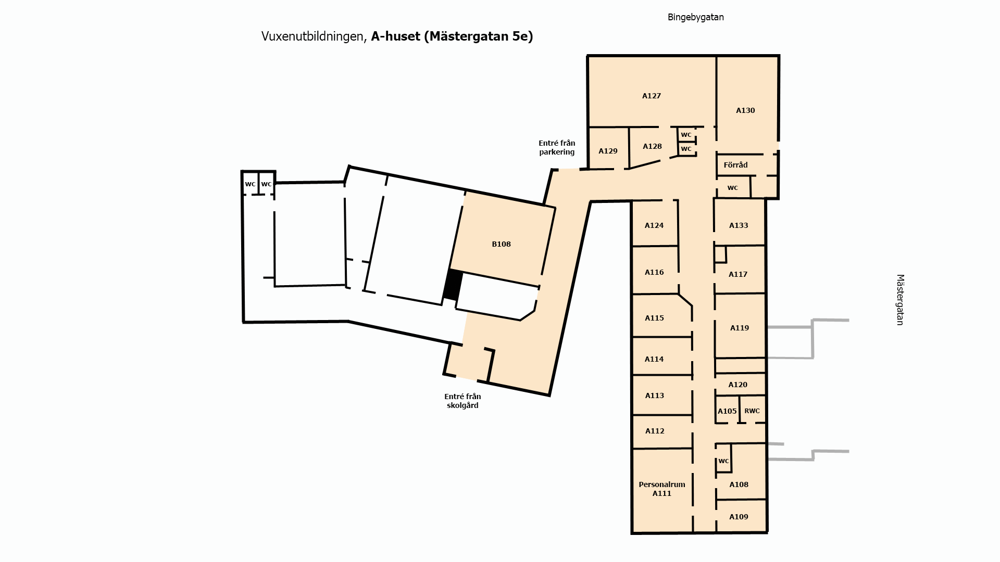 Bingebygatan
Vuxenutbildningen, A-huset (Mästergatan 5e)
A127
A130
WC
Entré från
parkering
A128
WC
A129
Förråd
WC WC
WC
A124
A133
B108
A116
A117
Mästergatan
A115
A119
A114
A120
Entré från
skolgård
A113
A105
RWC
A112
WC
Personalrum
A111
A108
A109